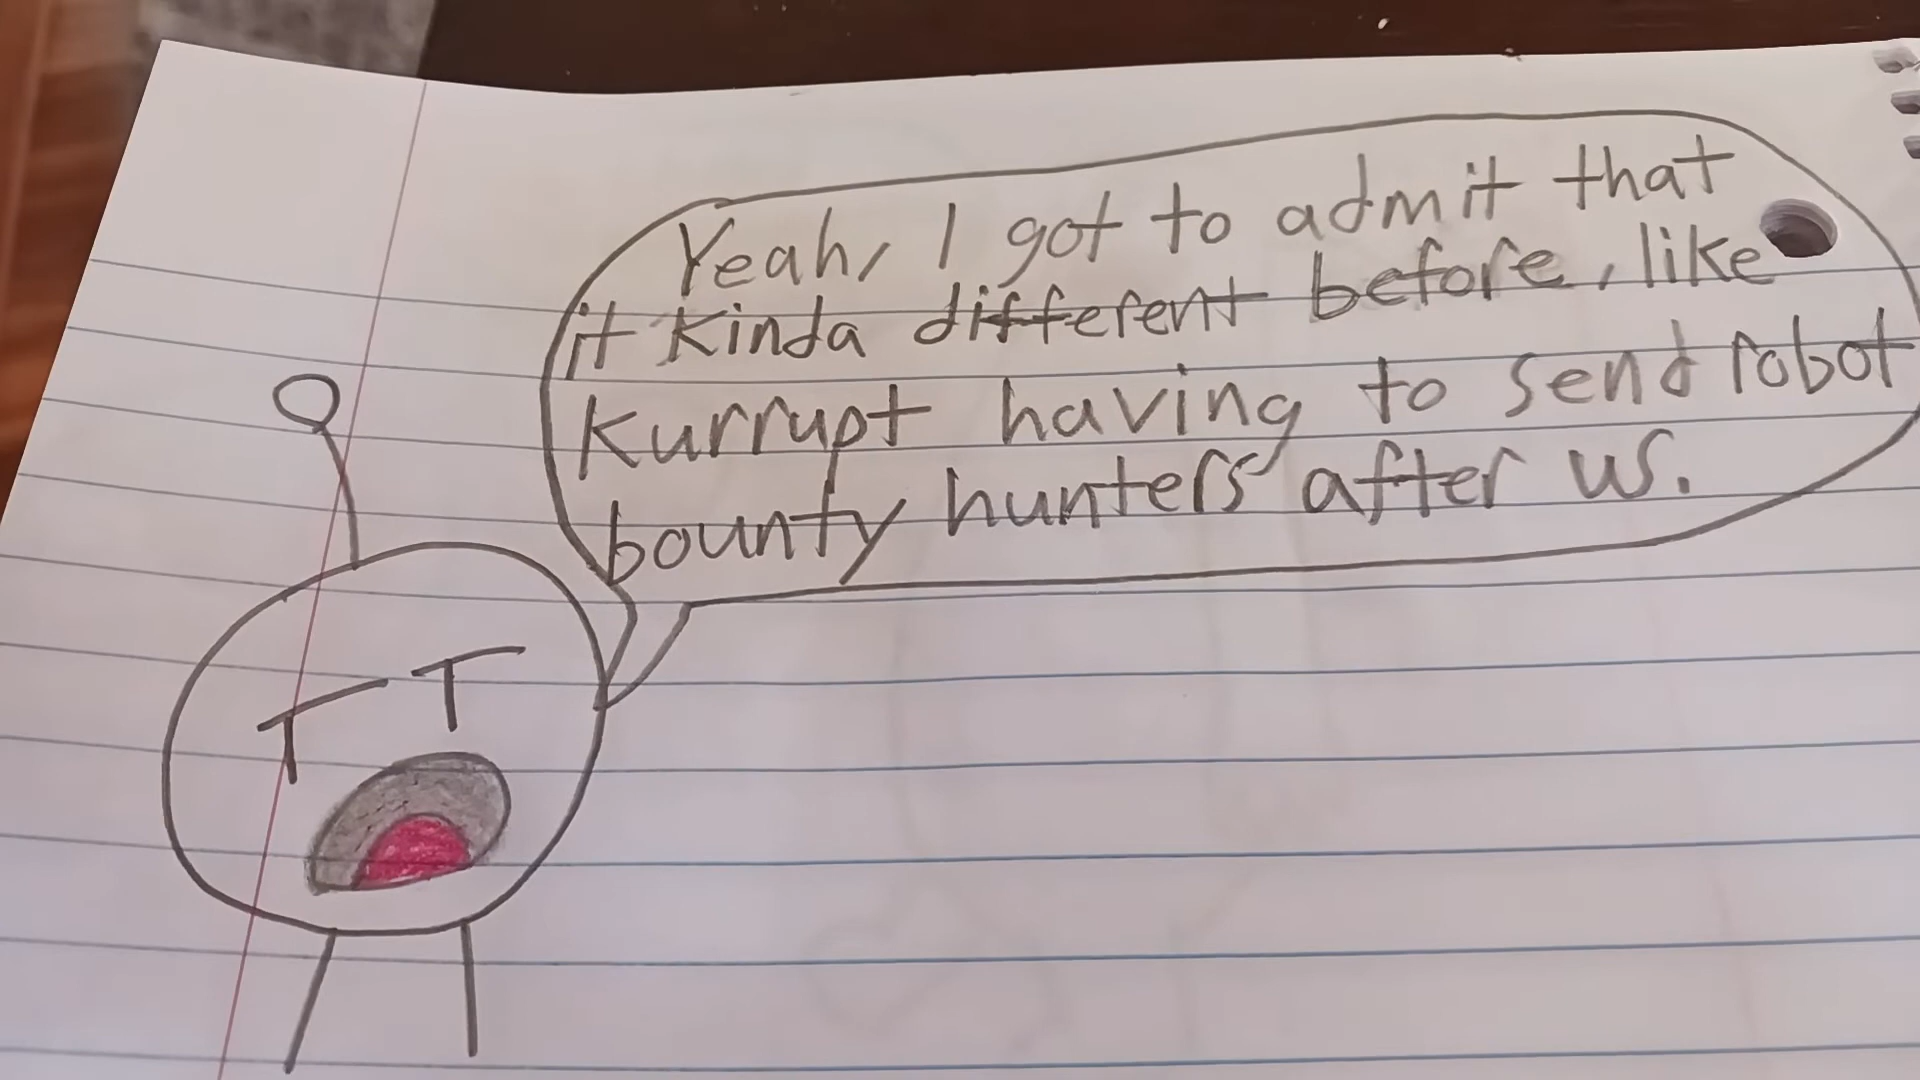 Yeah, I got to admit that
it kinda different before, like
Kurrupt having to send robot
bounty hunters after us.